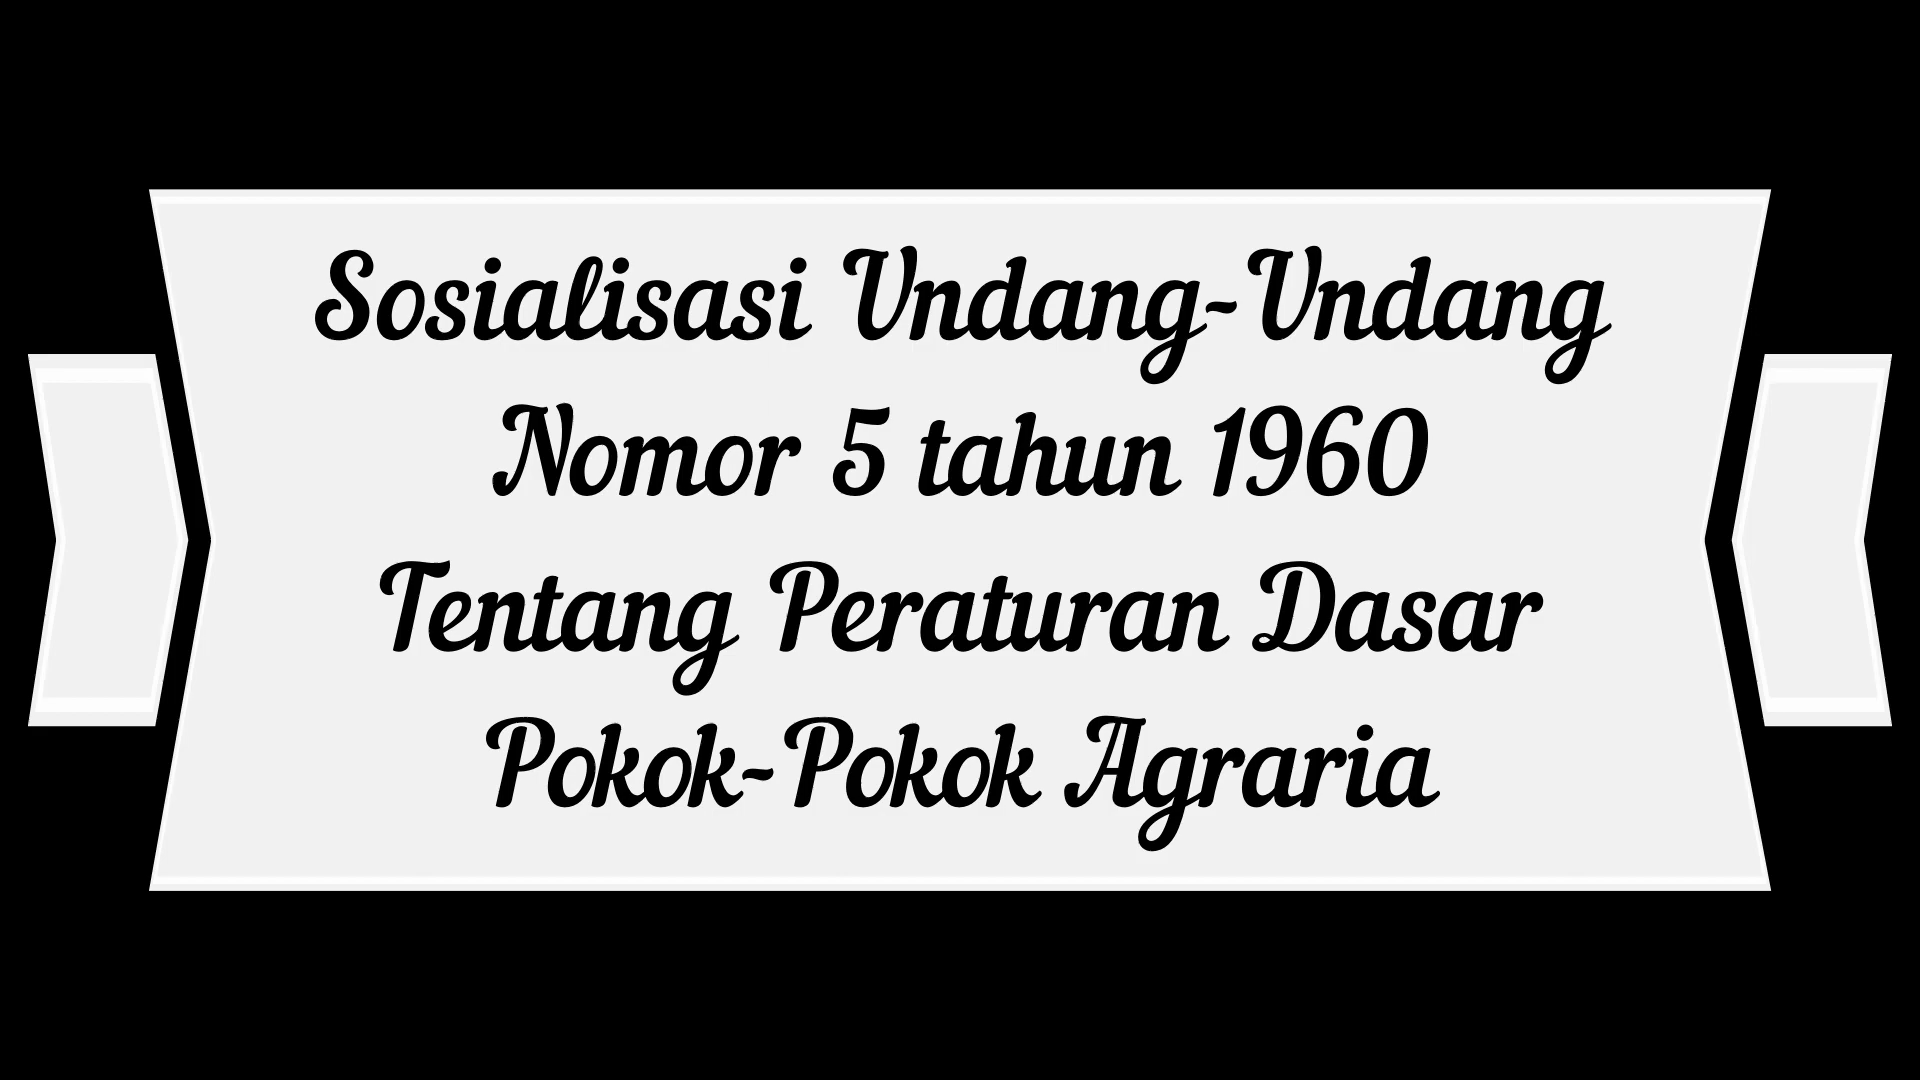 Sosialisasi Undang-Undang
Nomor 5 tahun 1960
Tentang Peraturan Dasar
Pokok-Pokok Agraria